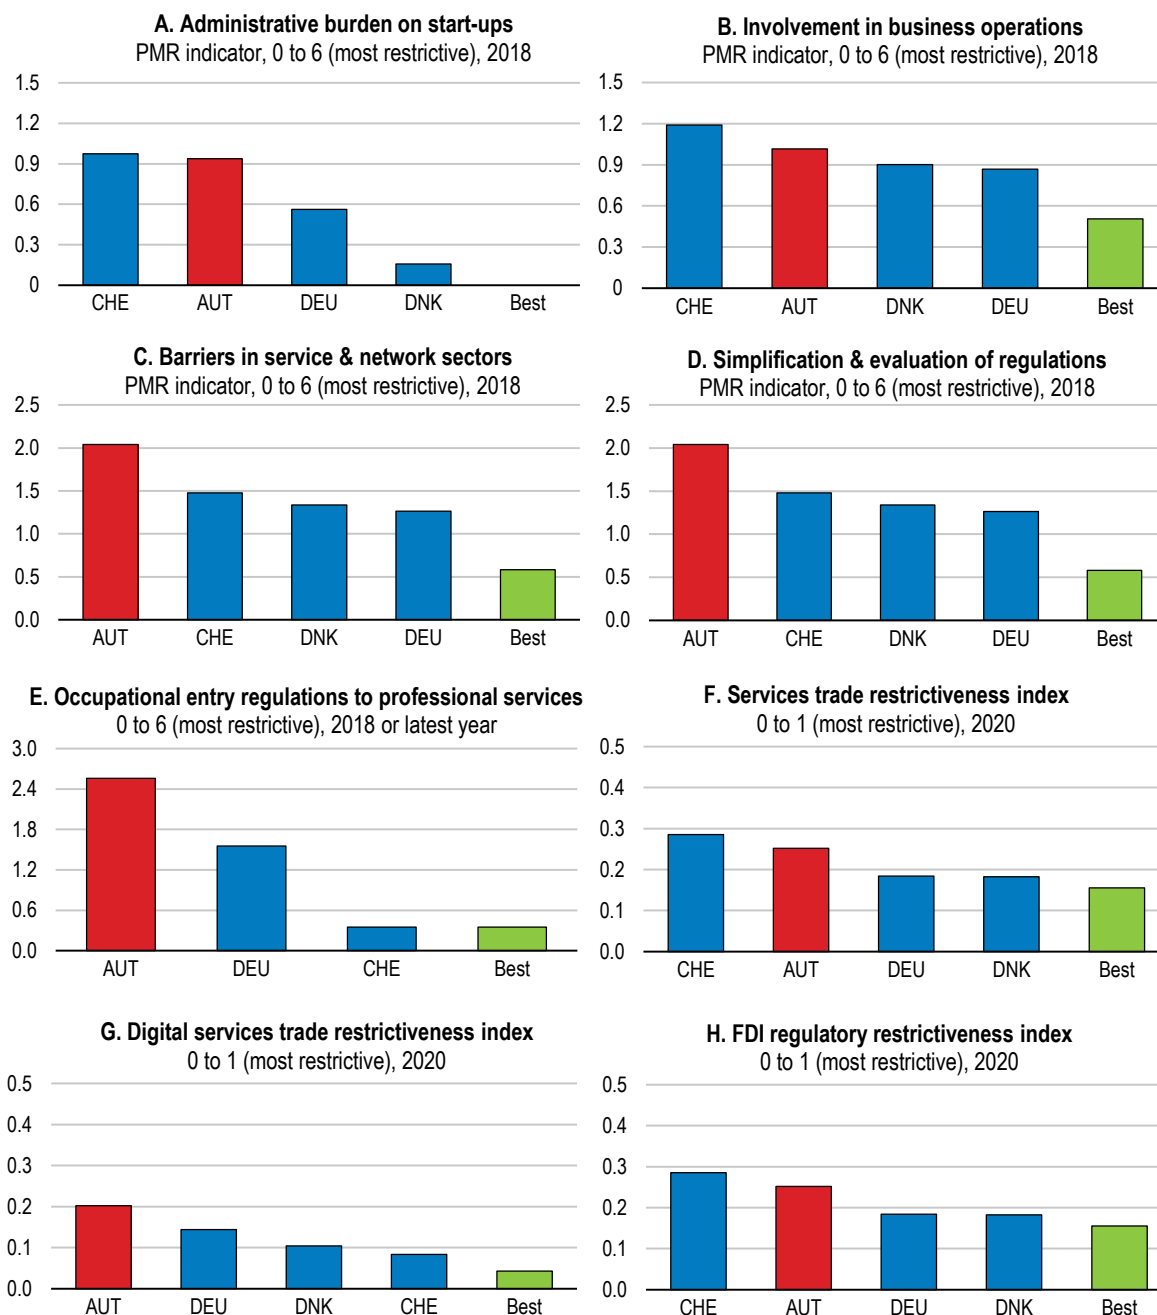 A. Administrative burden on start-ups
PMR indicator, 0 to 6 (most restrictive), 2018
1.5
1.2
0.9
0.6
0.3
0
CHE AUT DEU DNK Best
B. Involvement in business operations
PMR indicator, 0 to 6 (most restrictive), 2018
1.5
1.2
0.9
0.6
0.3
0
CHE AUT DNK DEU Best
C. Barriers in service & network sectors
PMR indicator, 0 to 6 (most restrictive), 2018
2.5
2.0
1.5
1.0
0.5
0.0
AUT CHE DNK DEU Best
D. Simplification & evaluation of regulations
PMR indicator, 0 to 6 (most restrictive), 2018
2.5
2.0
1.5
1.0
0.5
0.0
AUT CHE DNK DEU Best
E. Occupational entry regulations to professional services
0 to 6 (most restrictive), 2018 or latest year
3.0
2.4
1.8
1.2
0.6
0.0
AUT DEU CHE Best
F. Services trade restrictiveness index
0 to 1 (most restrictive), 2020
0.5
0.4
0.3
0.2
0.1
0.0
CHE AUT DEU DNK Best
G. Digital services trade restrictiveness index
0 to 1 (most restrictive), 2020
0.5
0.4
0.3
0.2
0.1
0.0
AUT DEU DNK CHE Best
H. FDI regulatory restrictiveness index
0 to 1 (most restrictive), 2020
0.5
0.4
0.3
0.2
0.1
0.0
CHE AUT DEU DNK Best